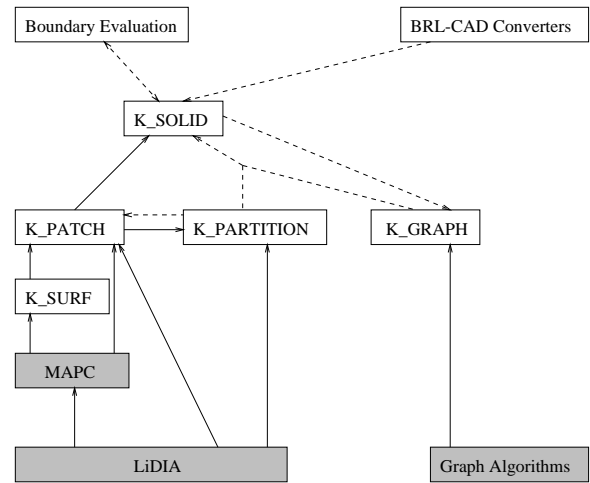 Boundary Evaluation
BRL-CAD Converters
K_SOLID
K_PATCH
K_PARTITION
K_GRAPH
K_SURF
MAPC
LiDIA
Graph Algorithms